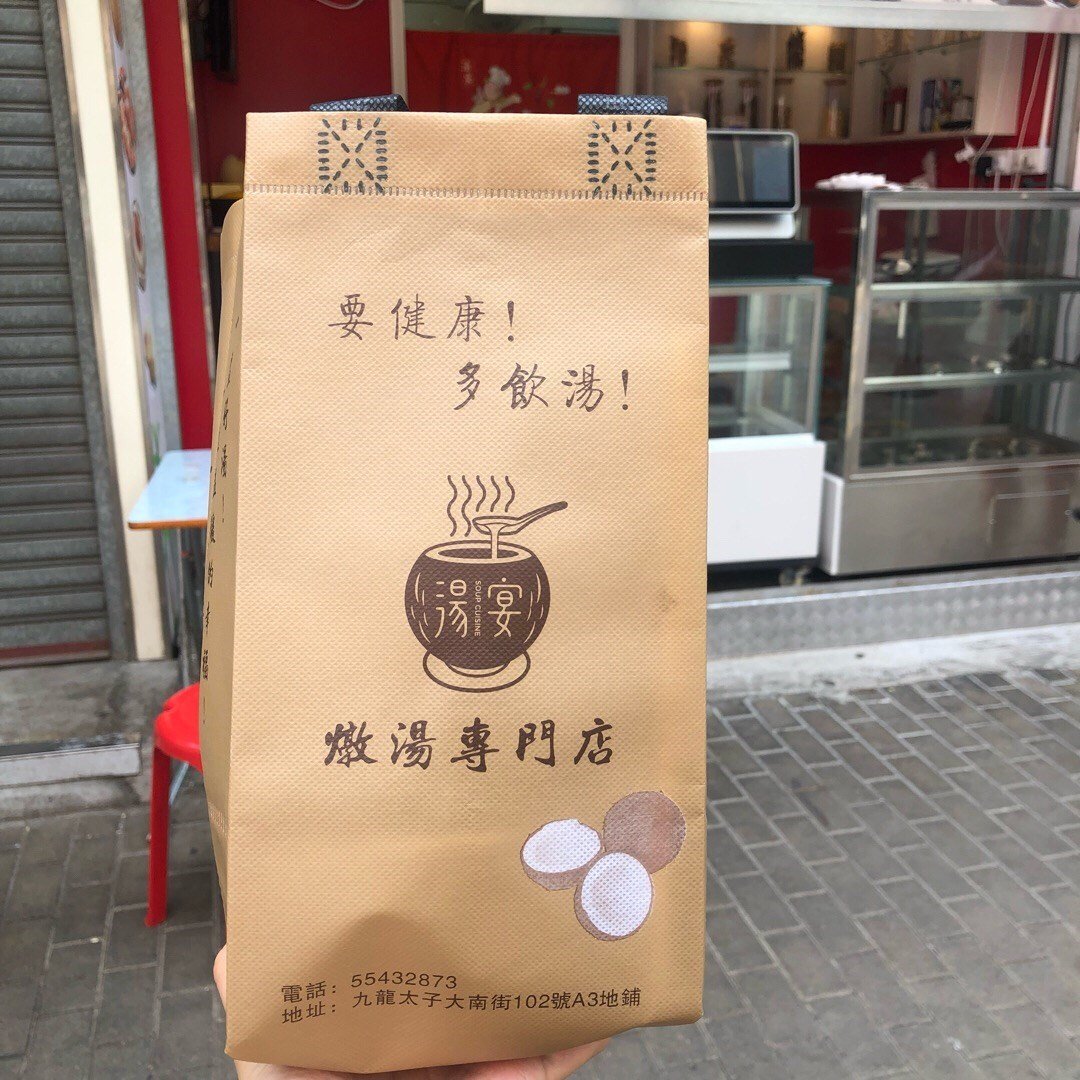 要健康！
多飲湯！
湯宴
SOUP CUISINE
燉湯專門店
電話：55432873
地址：九龍太子大南街102號A3地鋪